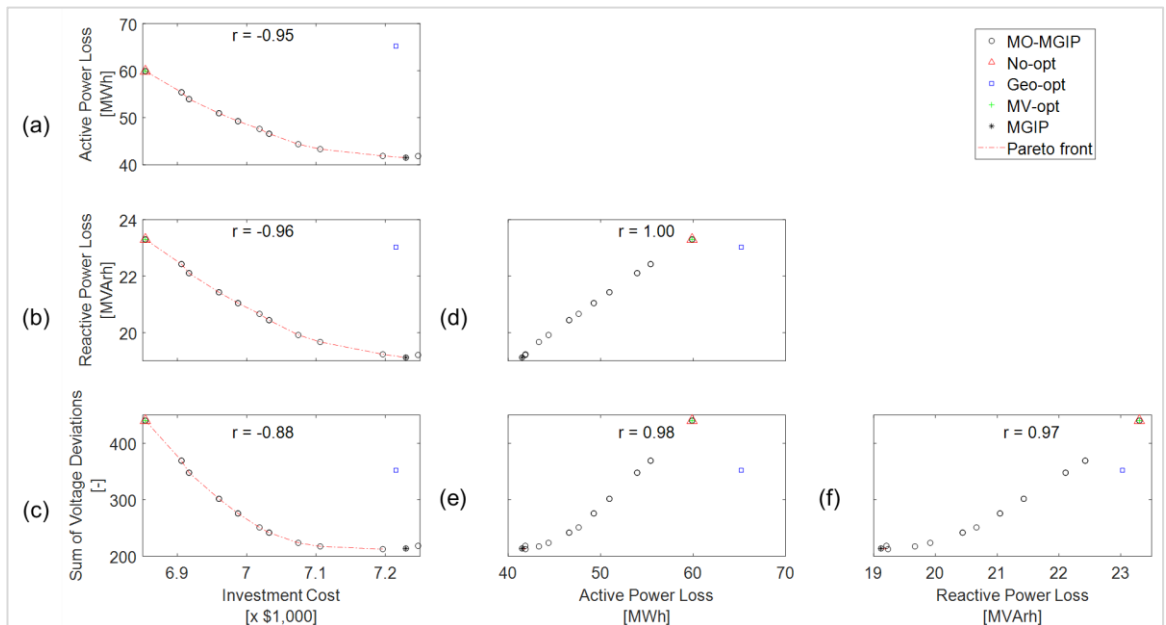 70
60
50
40
Active Power Loss
[MWh]
(a)
r = -0.95
MO-MGIP
No-opt
Geo-opt
MV-opt
MGIP
Pareto front
24
22
20
Reactive Power Loss
[MVArh]
(b)
r = -0.96
(d)
r = 1.00
400
300
200
Sum of Voltage Deviations
[-]
(c)
r = -0.88
6.9 7 7.1 7.2
Investment Cost
[x $1,000]
(e)
r = 0.98
40 50 60 70
Active Power Loss
[MWh]
(f)
r = 0.97
19 20 21 22 23
Reactive Power Loss
[MVArh]